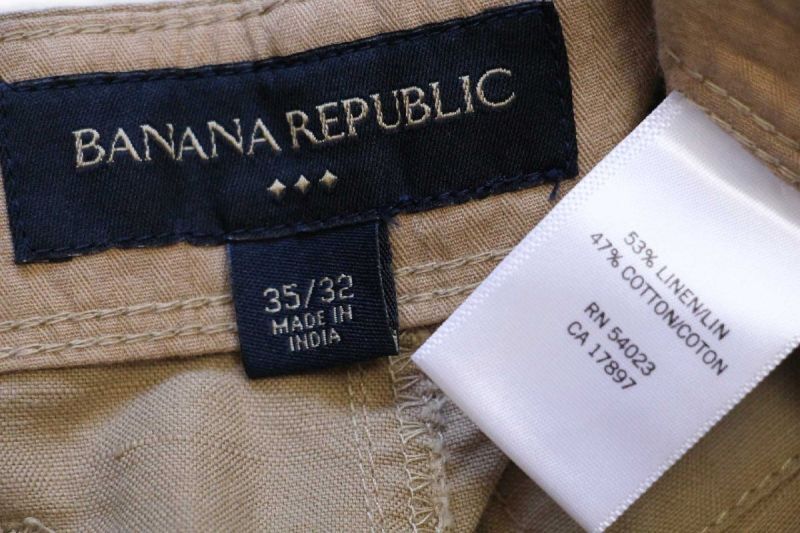 BANANA REPUBLIC
35/32
MADE IN
INDIA
53% LINEN/LIN
47% COTTON/COTON
RN 54023
CA 17897